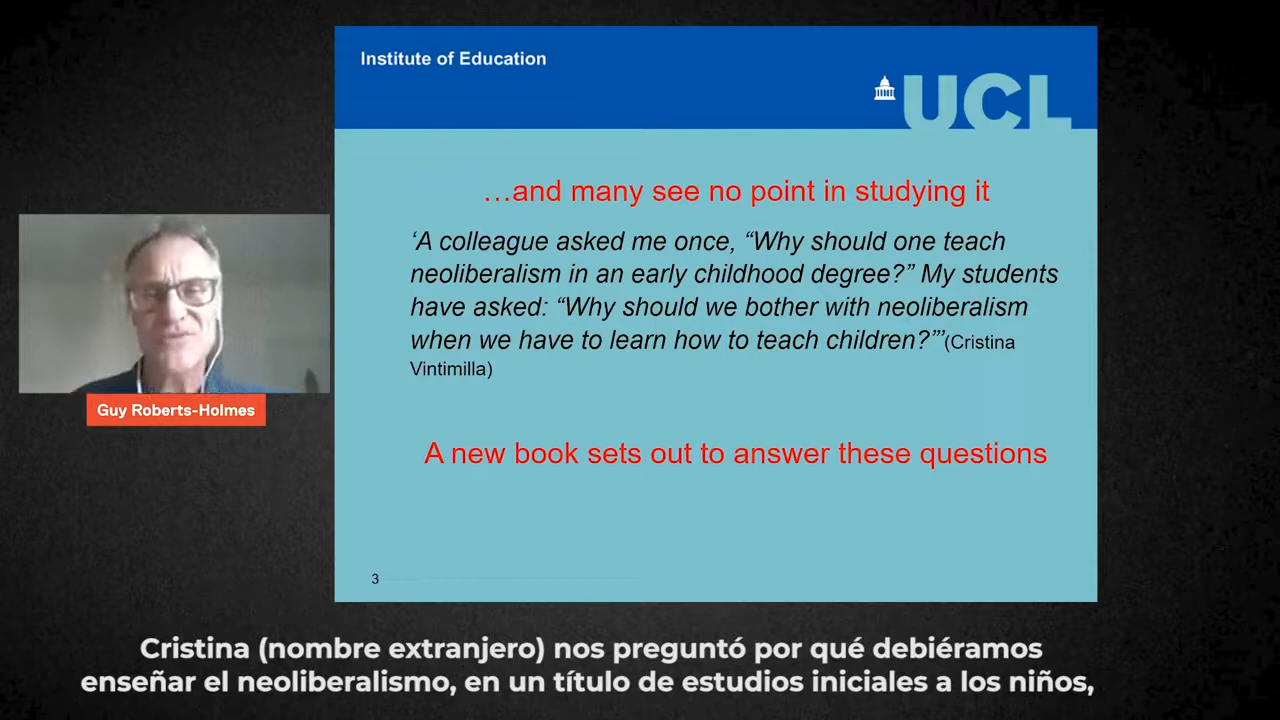 Institute of Education
UCL
…and many see no point in studying it
‘A colleague asked me once, “Why should one teach
neoliberalism in an early childhood degree?” My students
have asked: “Why should we bother with neoliberalism
when we have to learn how to teach children?”’(Cristina
Vintimilla)
Guy Roberts-Holmes
A new book sets out to answer these questions
3
Cristina (nombre extranjero) nos preguntó por qué debiéramos
enseñar el neoliberalismo, en un título de estudios iniciales a los niños,